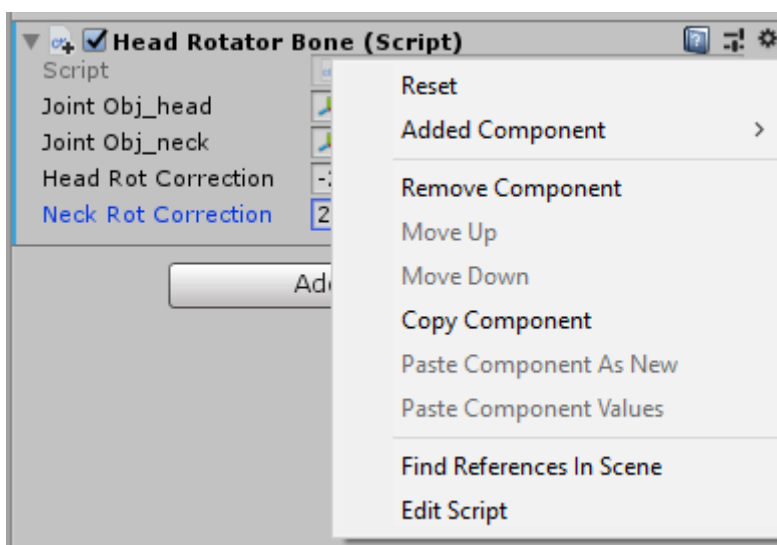 Head Rotator Bone (Script)
Script
Joint Obj_head
Joint Obj_neck
Head Rot Correction
Neck Rot Correction 2
Reset
Added Component
Remove Component
Move Up
Move Down
Copy Component
Paste Component As New
Paste Component Values
Find References In Scene
Edit Script